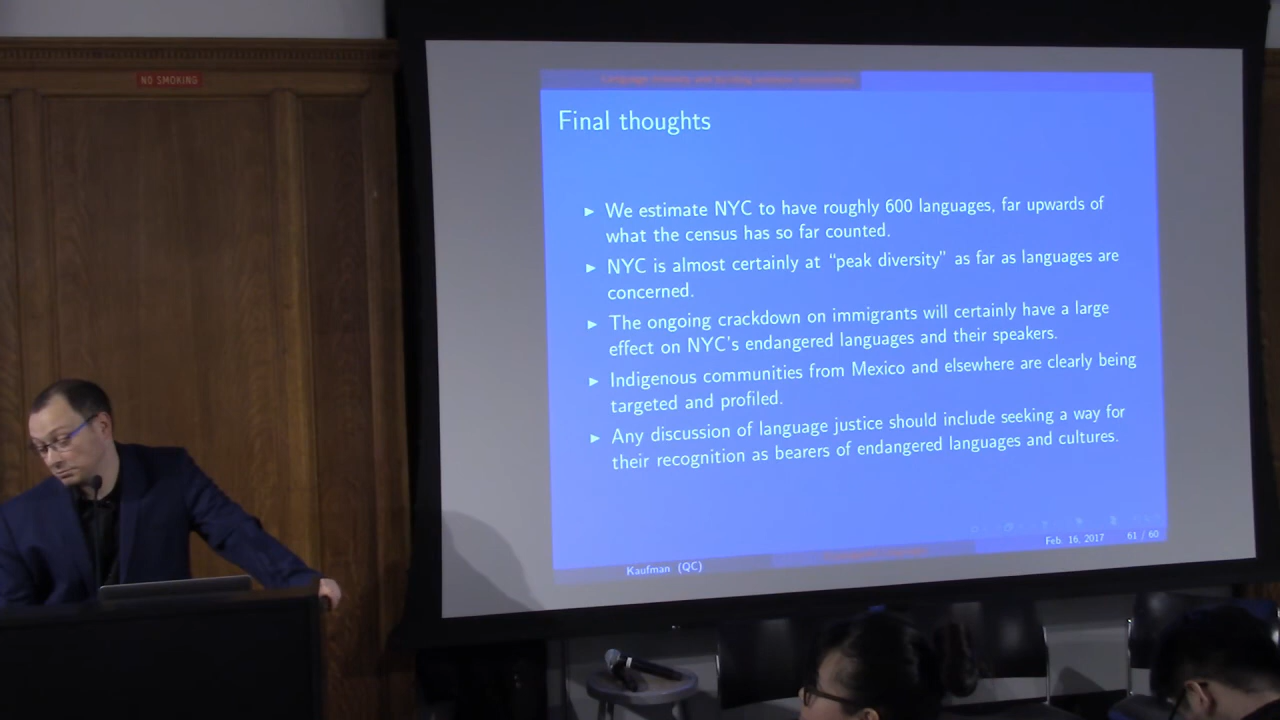 NO SMOKING
Final thoughts
► We estimate NYC to have roughly 600 languages, far upwards of
what the census has so far counted.
► NYC is almost certainly at “peak diversity” as far as languages are
concerned.
► The ongoing crackdown on immigrants will certainly have a large
effect on NYC's endangered languages and their speakers.
► Indigenous communities from Mexico and elsewhere are clearly being
targeted and profiled.
► Any discussion of language justice should include seeking a way for
their recognition as bearers of endangered languages and cultures.
Kaufman (QC)
Feb. 16, 2017
61 / 60